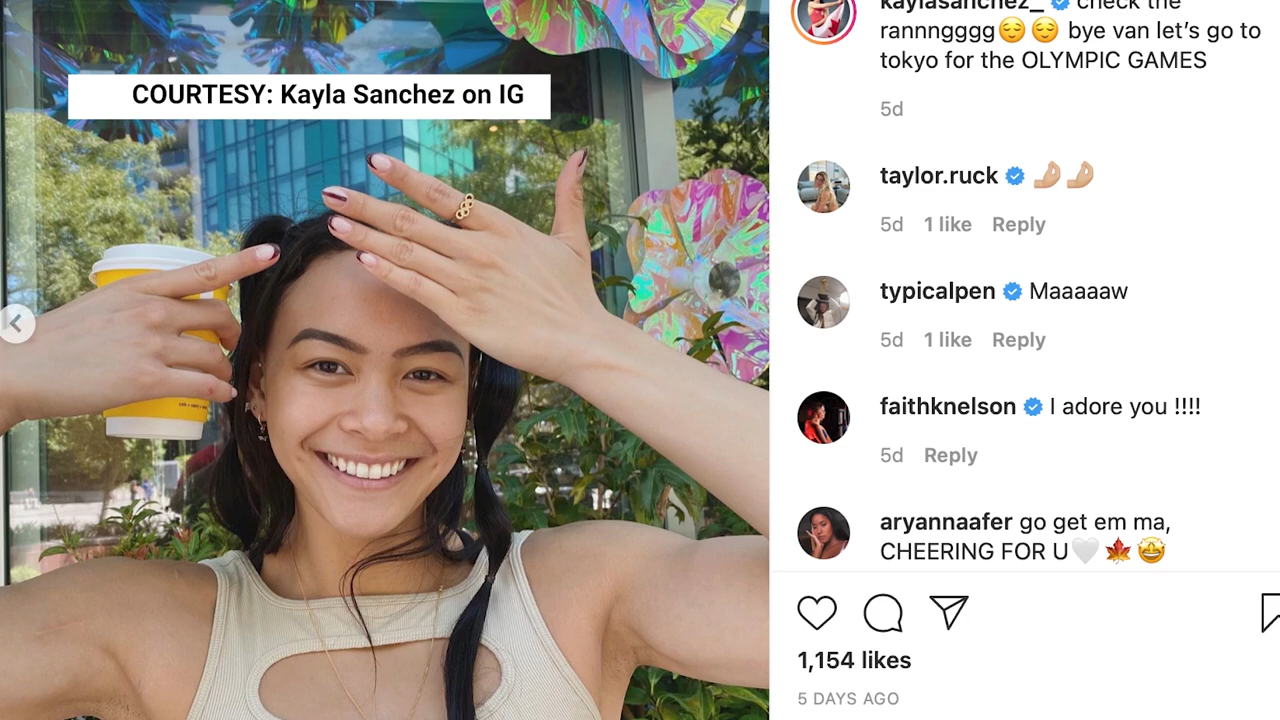 COURTESY: Kayla Sanchez on IG
kaylasanchez_ check the
rannngggg😌😌 bye van let’s go to
tokyo for the OLYMPIC GAMES
5d
taylor.ruck 🤌🏼🤌🏼
5d 1 like Reply
typicalpen Maaaaaw
5d 1 like Reply
faithknelson I adore you !!!!
5d Reply
aryannaafer go get em ma,
CHEERING FOR U🤍🍁🤩
1,154 likes
5 DAYS AGO